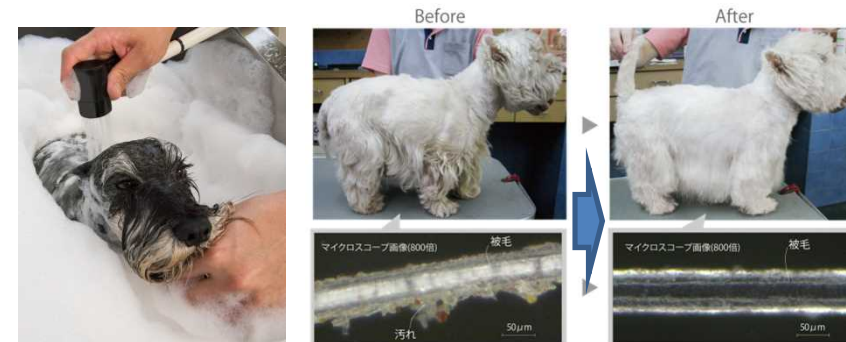 Before
After
マイクロスコープ画像(800倍)
被毛
汚れ
50μm
マイクロスコープ画像(800倍)
被毛
50μm